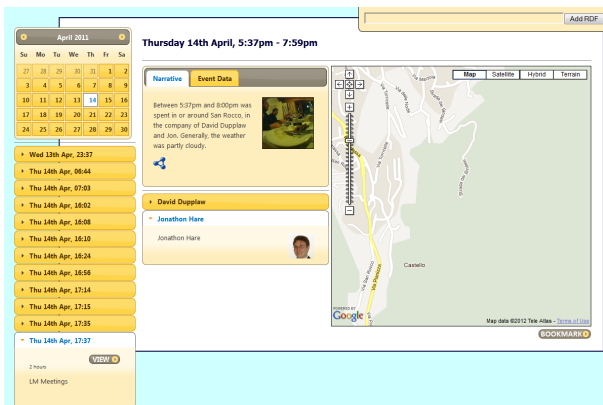 Add RDF
April 2011
Su Mo Tu We Th Fr Sa
27 28 29 30 31 1 2
3 4 5 6 7 8 9
10 11 12 13 14 15 16
17 18 19 20 21 22 23
24 25 26 27 28 29 30
Wed 13th Apr, 23:37
Thu 14th Apr, 06:44
Thu 14th Apr, 07:03
Thu 14th Apr, 16:02
Thu 14th Apr, 16:08
Thu 14th Apr, 16:10
Thu 14th Apr, 16:24
Thu 14th Apr, 16:56
Thu 14th Apr, 17:14
Thu 14th Apr, 17:15
Thu 14th Apr, 17:35
Thu 14th Apr, 17:37
VIEW
2 hours
LM Meetings
Thursday 14th April, 5:37pm - 7:59pm
Narrative Event Data
Between 5:37pm and 8:00pm was
spent in or around San Rocco, in
the company of David Dupplaw
and Jon. Generally, the weather
was partly cloudy.
David Dupplaw
Jonathon Hare
Jonathon Hare
Map Satellite Hybrid Terrain
Via Torriselle
Via Torriselle
Castello
Via San Rocco
Via Piandoro
POWERED BY
Google
Map data ©2012 Tele Atlas - Terms of Use
BOOKMARK